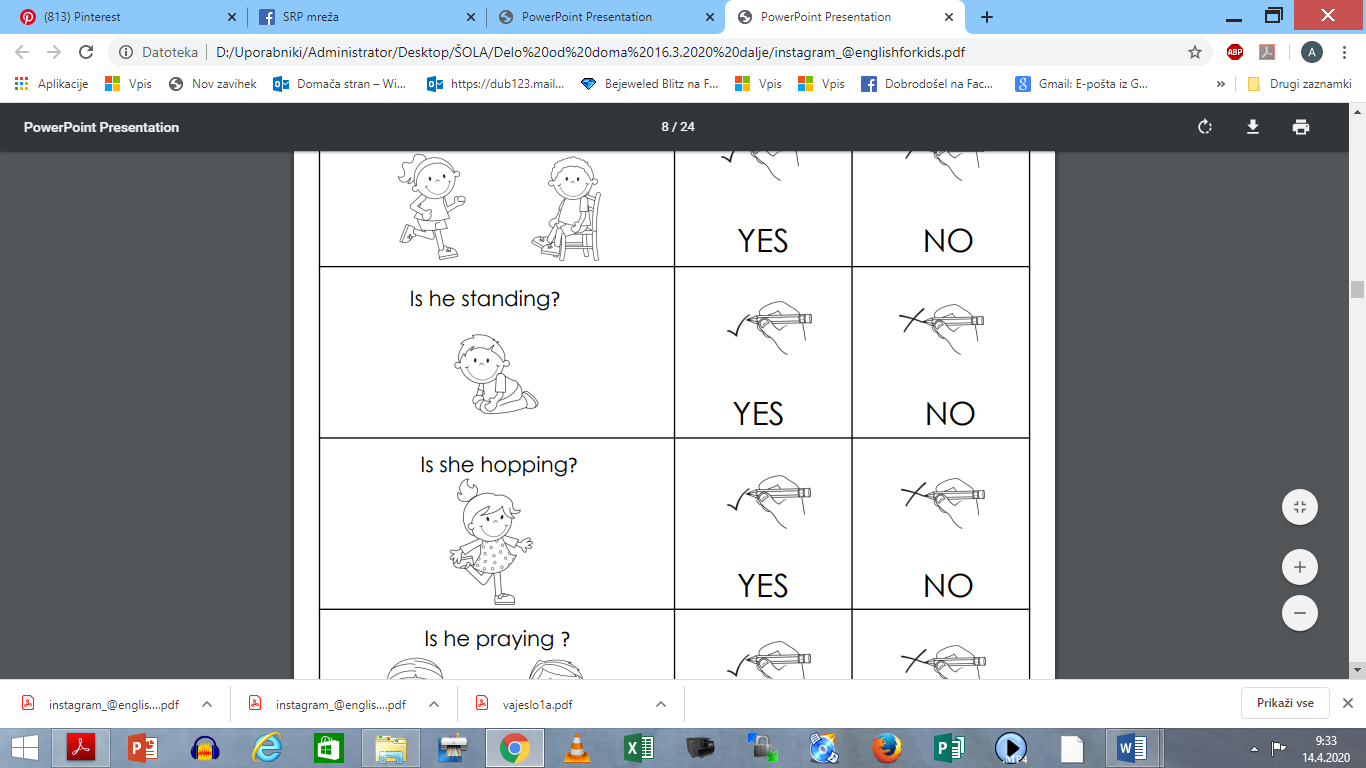 (813) Pinterest
SRP mreža
PowerPoint Presentation
PowerPoint Presentation
Datoteka
D:/Uporabniki/Administrator/Desktop/ŠOLA/Delo%20od%20doma%2016.3.2020%20dalje/instagram_@englishforkids.pdf
ABP
A
Aplikacije
Vpis
Nov zavihek
Domača stran – Wi...
https://dub123.mail...
Bejeweled Blitz na F...
Vpis
Vpis
Dobrodošel na Fac...
Gmail: E-pošta iz G...
»
Drugi zaznamki
PowerPoint Presentation
8 / 24
YES
NO
Is he standing?
YES
NO
Is she hopping?
YES
NO
Is he praying ?
instagram_@englis....pdf
instagram_@englis....pdf
vajeslo1a.pdf
Prikaži vse
MP4
9:33
14.4.2020